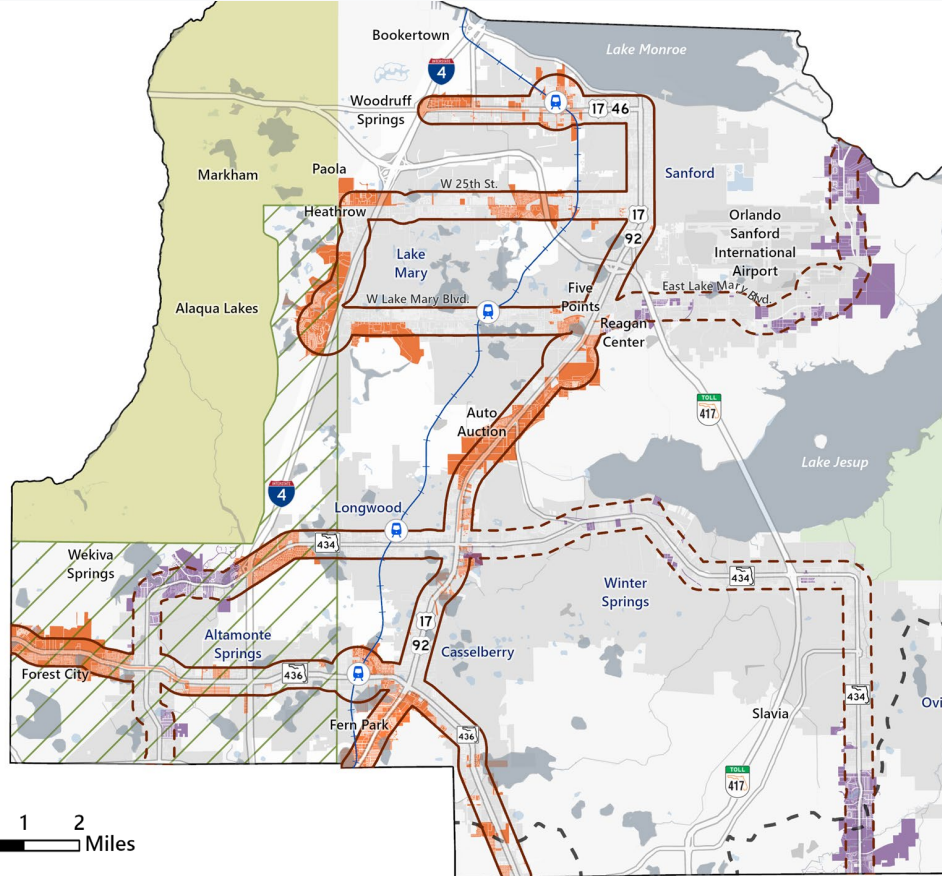 Bookertown
Lake Monroe
4
Woodruff
Springs
17 46
Markham
Paola
W 25th St.
Sanford
Heathrow
17
92
Orlando
Sanford
International
Airport
Lake
Mary
W Lake Mary Blvd.
Five
Points
East Lake Mary Blvd.
Alaqua Lakes
Reagan
Center
TOLL
417
Auto
Auction
Lake Jesup
4
Longwood
434
Wekiva
Springs
434
Winter
Springs
17
92
Altamonte
Springs
Casselberry
Forest City
436
434
Ovi
Slavia
Fern Park
436
TOLL
417
1 2
Miles